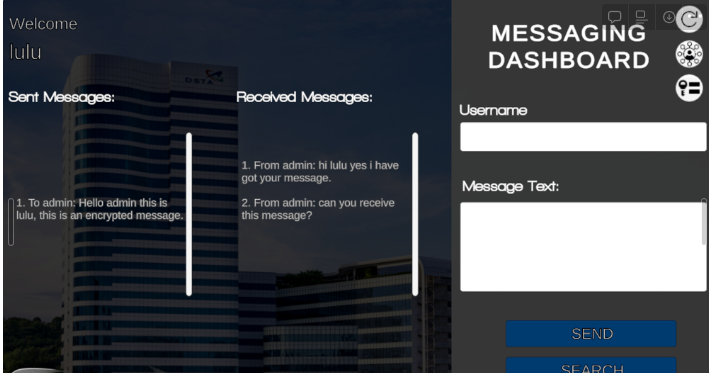 Welcome
lulu
DSTA
Sent Messages:
1. To admin: Hello admin this is
lulu, this is an encrypted message.
Received Messages:
1. From admin: hi lulu yes i have
got your message.
2. From admin: can you receive
this message?
MESSAGING
DASHBOARD
Username
Message Text:
SEND
SEARCH